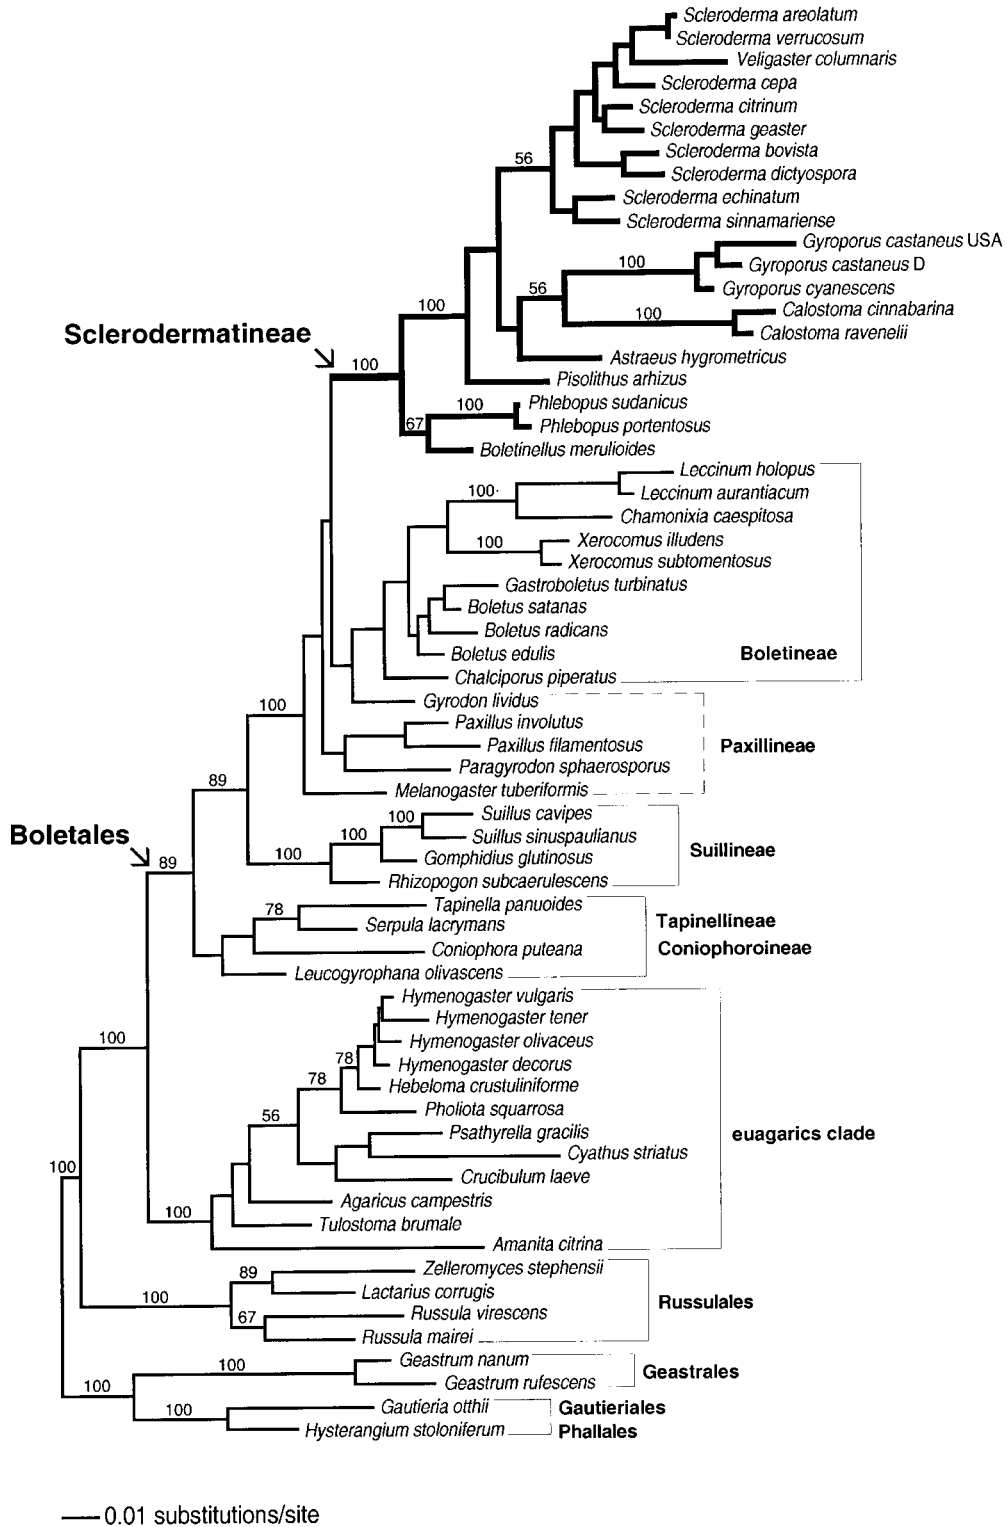 Scleroderma areolatum
Scleroderma verrucosum
Veligaster columnaris
Scleroderma cepa
Scleroderma citrinum
Scleroderma geaster
Scleroderma bovista
56
Scleroderma dictyospora
Scleroderma echinatum
Scleroderma sinnamariense
Gyroporus castaneus USA
100
Gyroporus castaneus D
56
Gyroporus cyanescens
100
Calostoma cinnabarina
100
Calostoma ravenelii
Sclerodermatineae
Astraeus hygrometricus
100
Pisolithus arhizus
100
Phlebopus sudanicus
67
Phlebopus portentosus
Boletinellus merulioides
Leccinum holopus
100
Leccinum aurantiacum
Chamonixia caespitosa
100
Xerocomus illudens
Xerocomus subtomentosus
Gastroboletus turbinatus
Boletus satanas
Boletus radicans
Boletus edulis
Boletineae
Chalciporus piperatus
100
Gyrodon lividus
Paxillus involutus
Paxillus filamentosus
Paxillineae
Paragyrodon sphaerosporus
89
Melanogaster tuberiformis
100
Suillus cavipes
Boletales
100
Suillus sinuspaulianus
89
100
Gomphidius glutinosus
Suillineae
Rhizopogon subcaerulescens
78
Tapinella panuoides
Serpula lacrymans
Tapinellineae
Coniophora puteana
Coniophoroineae
Leucogyrophana olivascens
Hymenogaster vulgaris
Hymenogaster tener
100
Hymenogaster olivaceus
78
Hymenogaster decorus
78
Hebeloma crustuliniforme
56
Pholiota squarrosa
Psathyrella gracilis
euagarics clade
Cyathus striatus
100
Crucibulum laeve
Agaricus campestris
100
Tulostoma brumale
Amanita citrina
89
Zelleromyces stephensii
100
Lactarius corrugis
Russulales
67
Russula virescens
Russula mairei
100
Geastrum nanum
Geastrales
100
Geastrum rufescens
100
Gautieria otthii
Gautieriales
Hysterangium stoloniferum
Phallales
0.01 substitutions/site